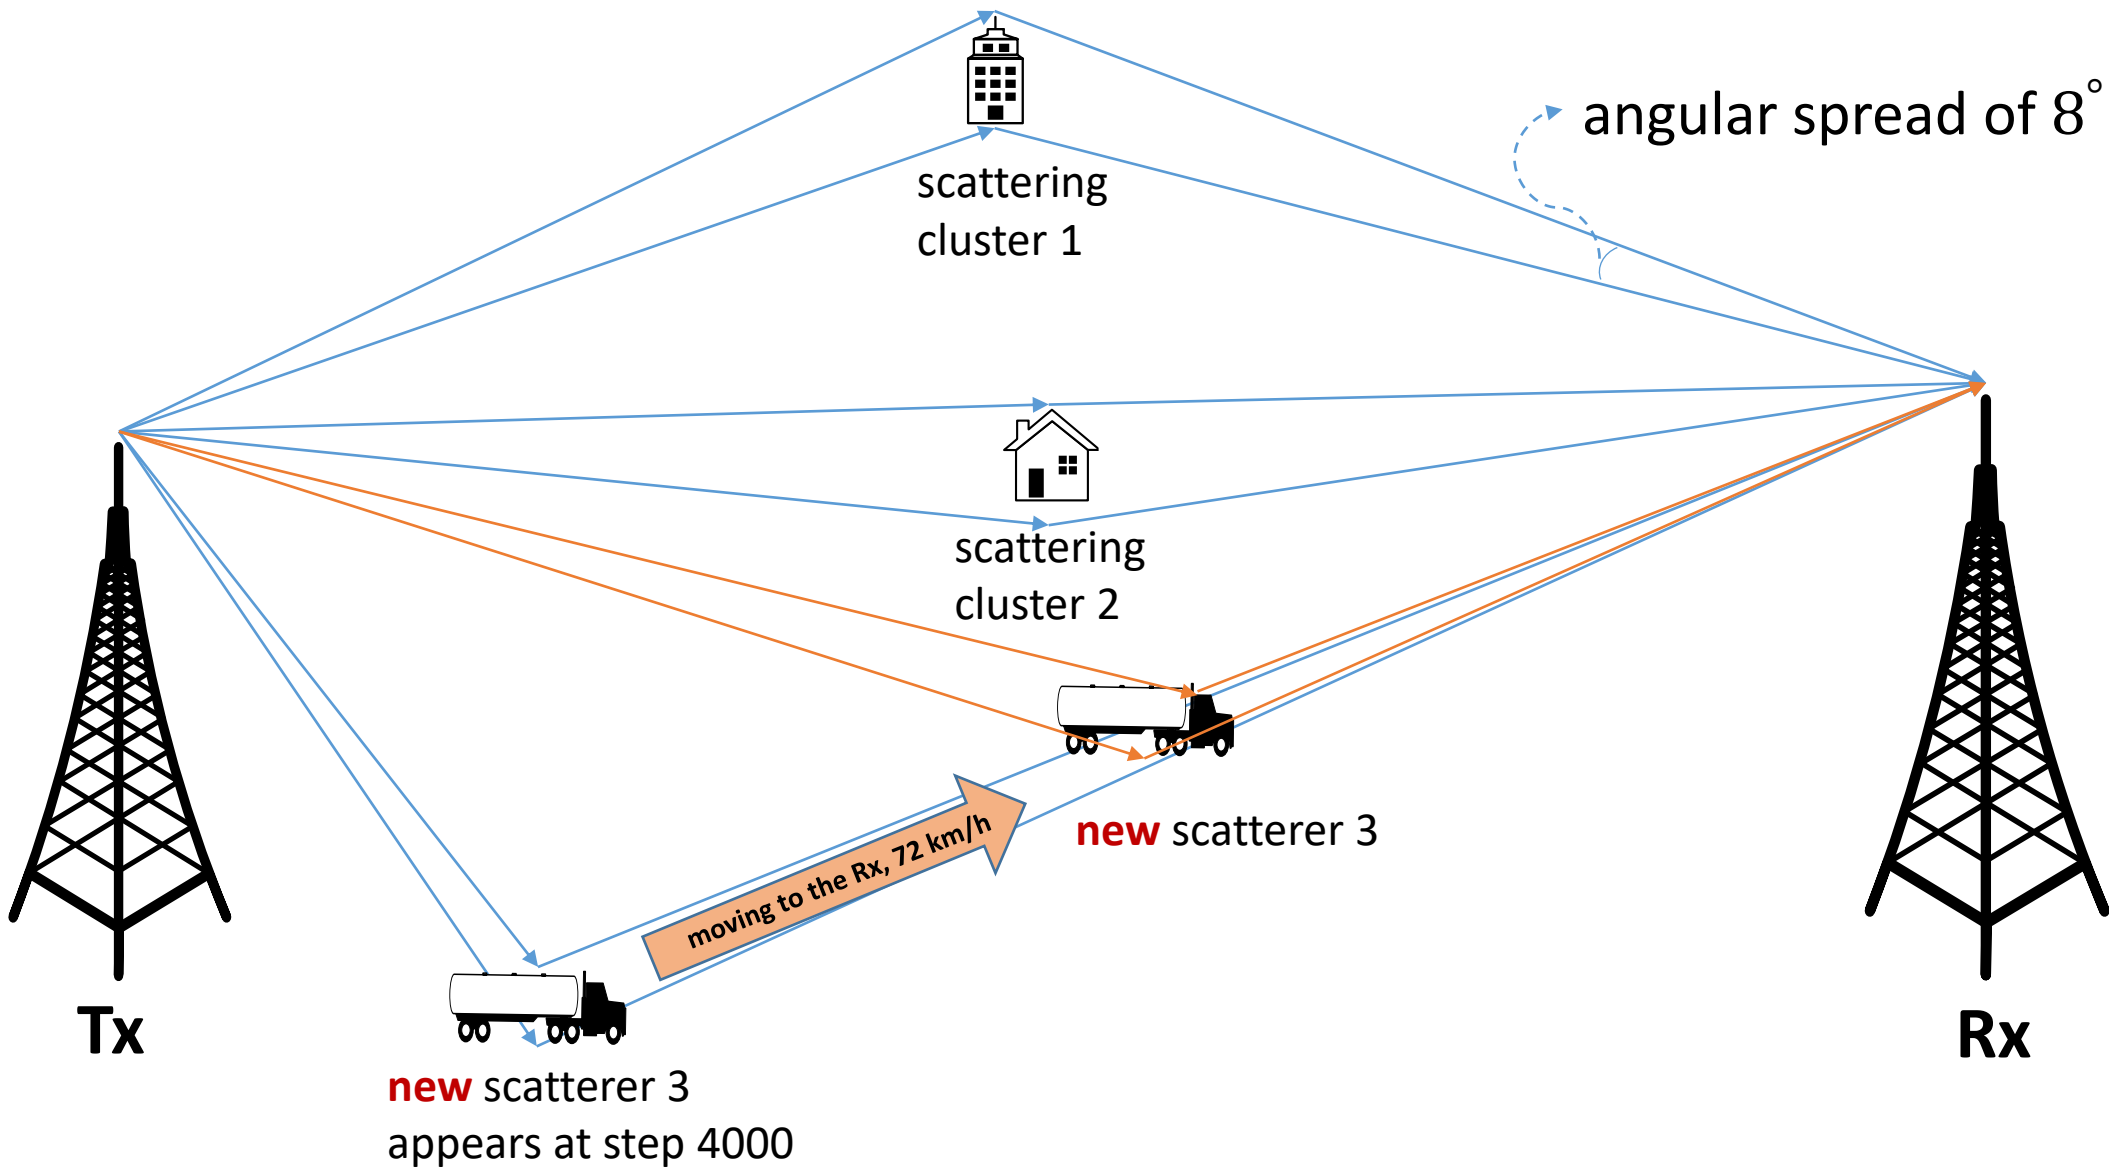 angular spread of 8°
scattering
cluster 1
scattering
cluster 2
moving to the Rx, 72 km/h
new scatterer 3
Tx
Rx
new scatterer 3
appears at step 4000